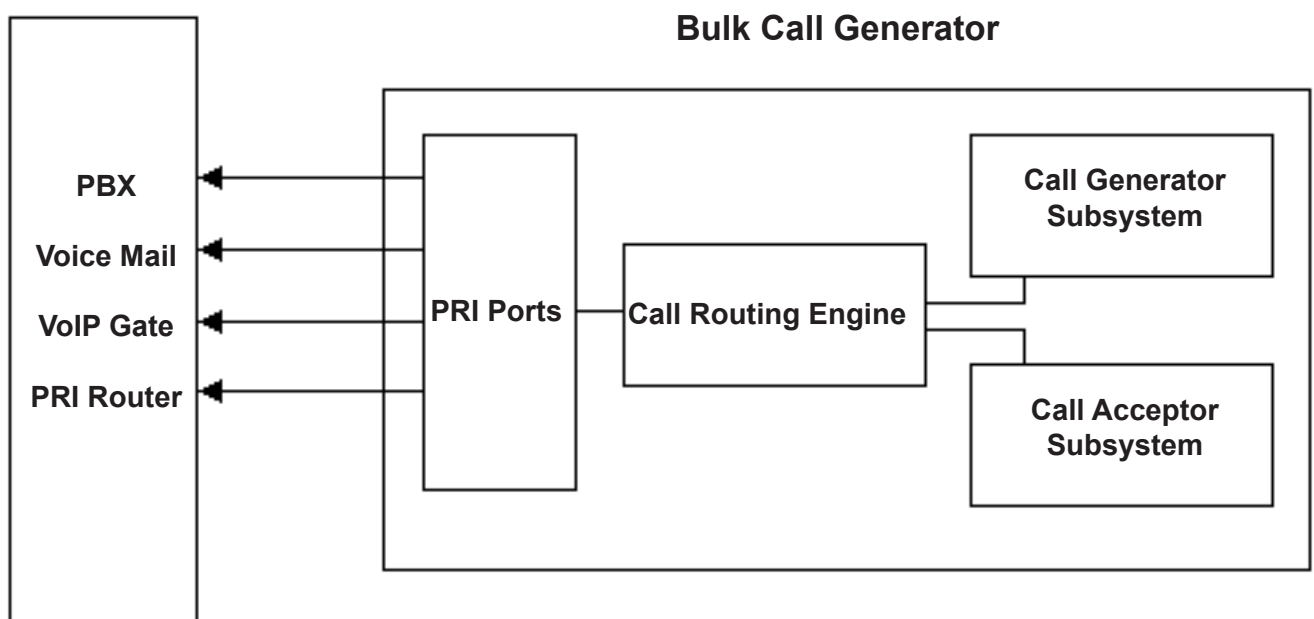 Bulk Call Generator
PBX
Voice Mail
VoIP Gate
PRI Router
PRI Ports
Call Routing Engine
Call Generator
Subsystem
Call Acceptor
Subsystem